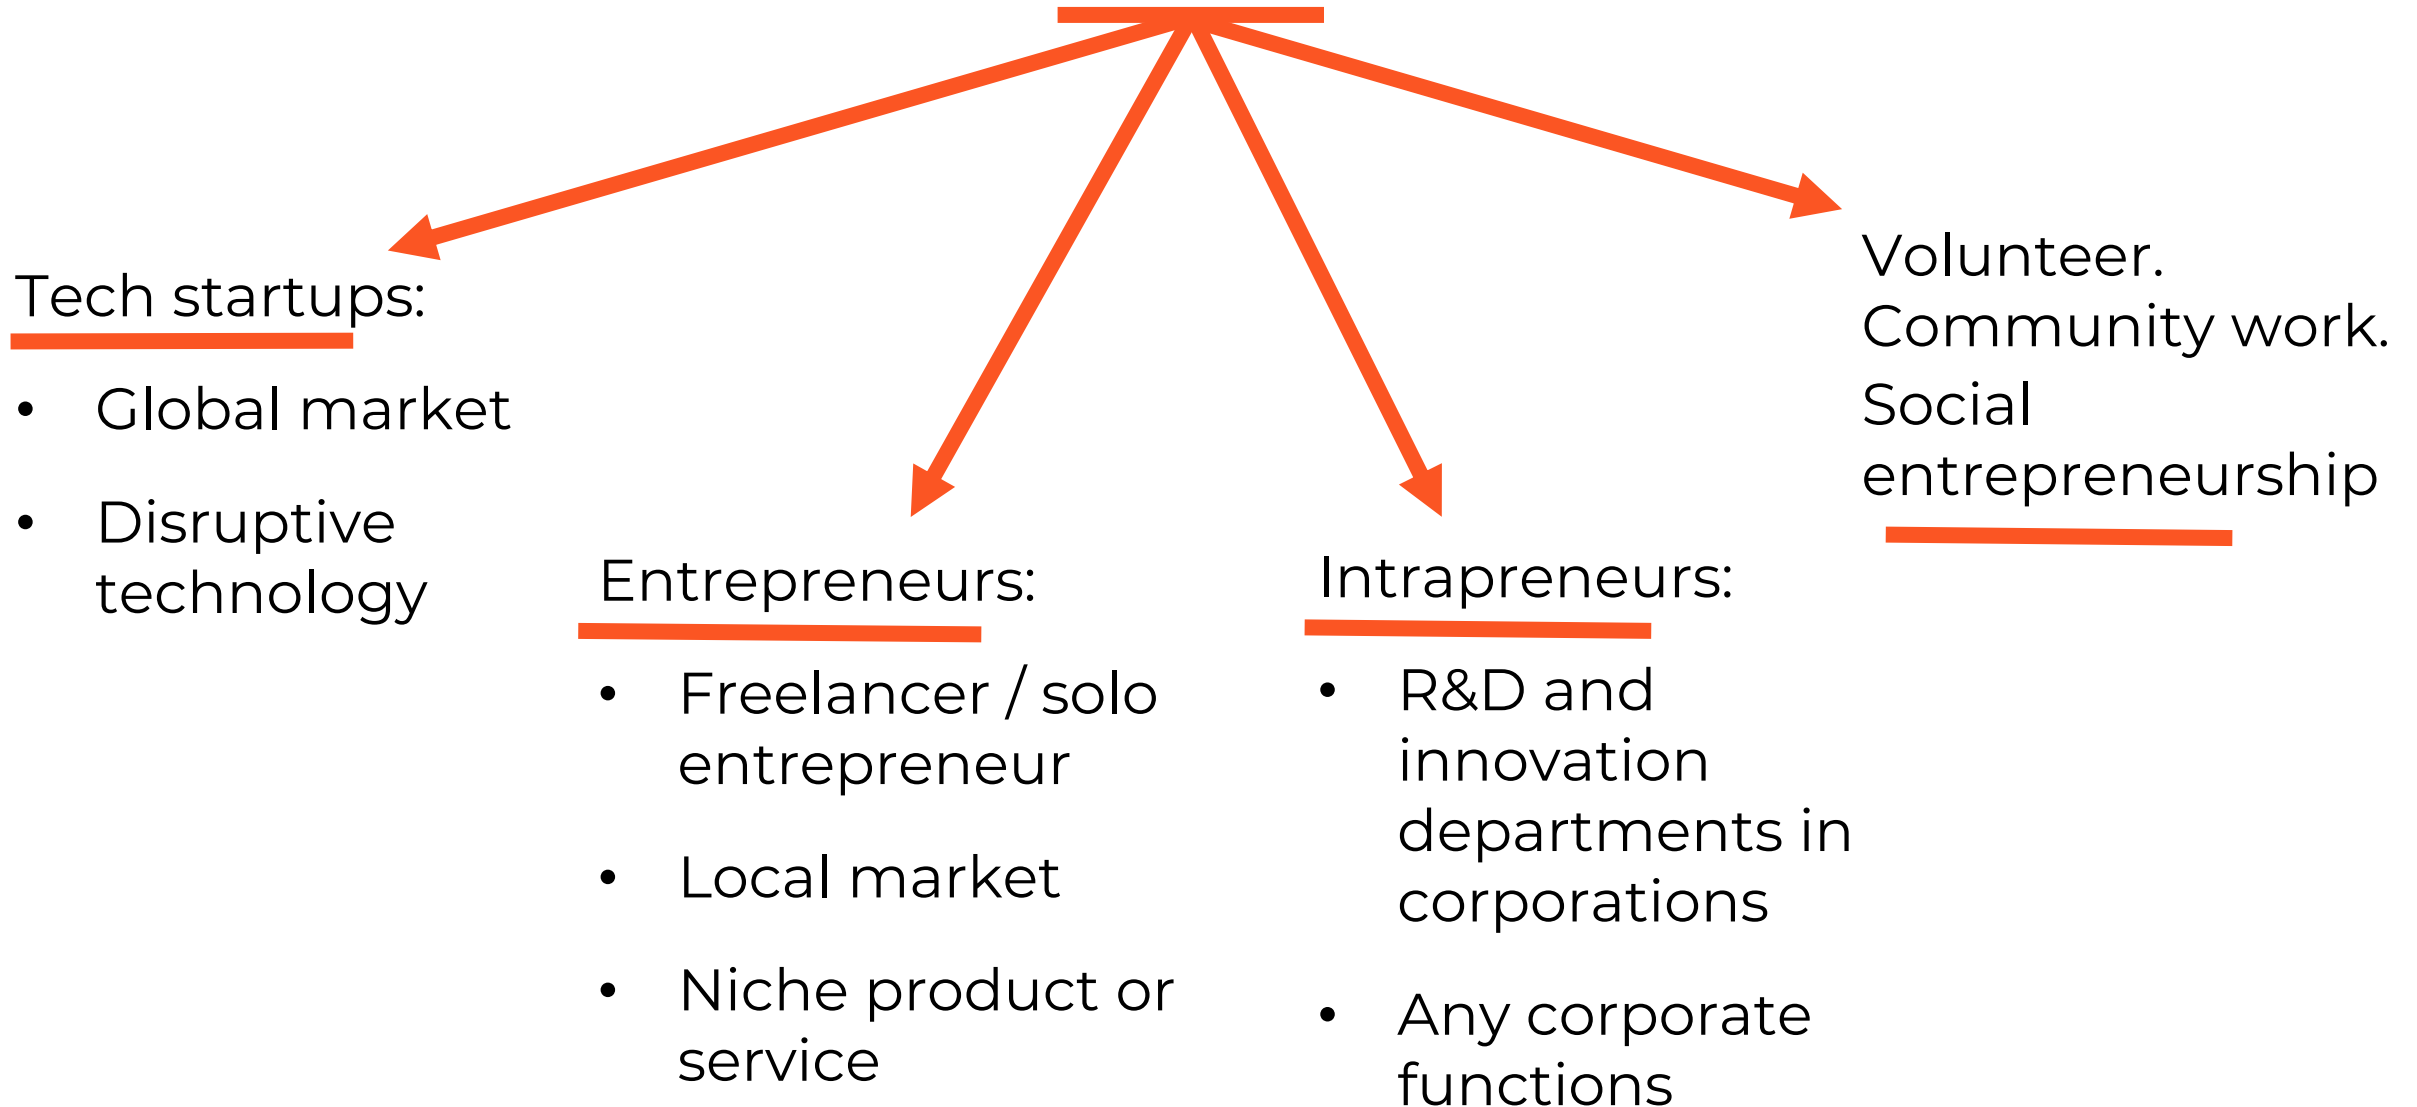 Tech startups:
• Global market
• Disruptive
technology
Entrepreneurs:
• Freelancer / solo
entrepreneur
• Local market
• Niche product or
service
Intrapreneurs:
• R&D and
innovation
departments in
corporations
• Any corporate
functions
Volunteer.
Community work.
Social
entrepreneurship